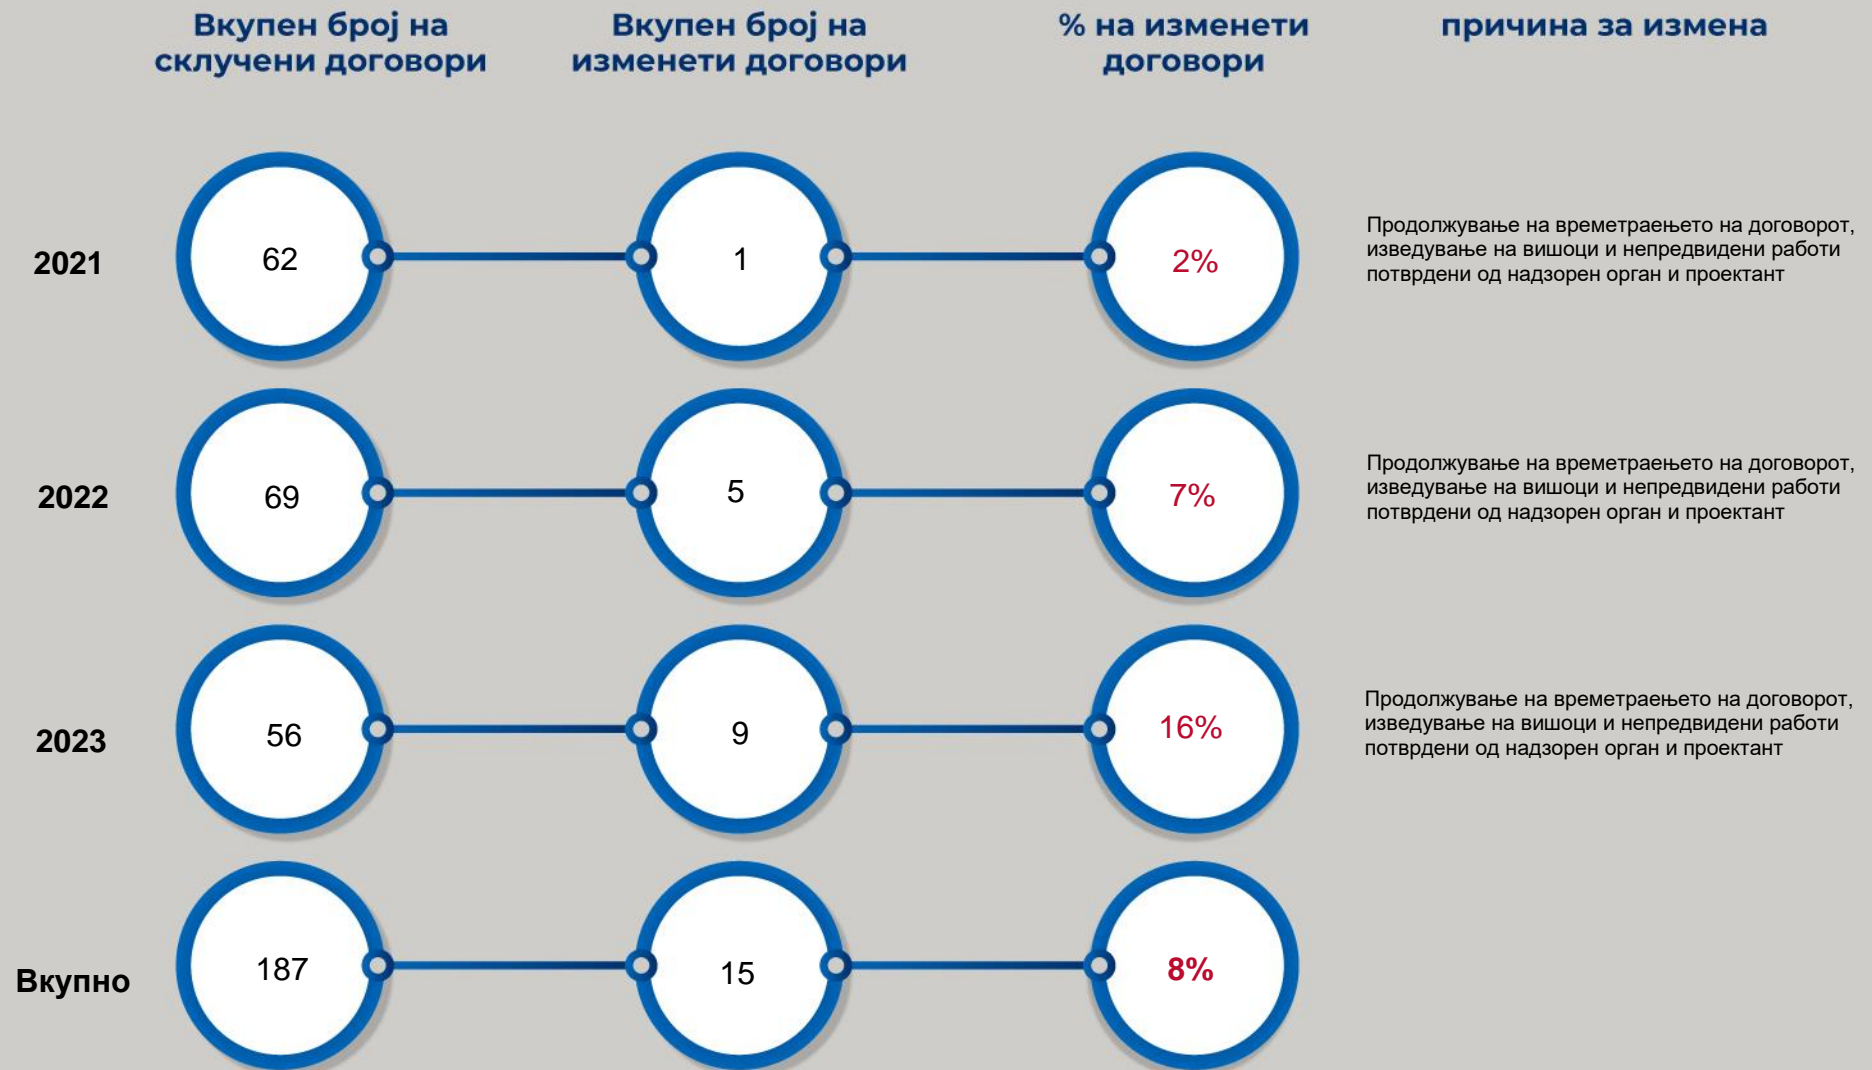 Вкупен број на
склучени договори
Вкупен број на
изменети договори
% на изменети
договори
причина за измена
2021
62
1
2%
Продолжување на времетраењето на договорот,
изведување на вишоци и непредвидени работи
потврдени од надзорен орган и проектант
2022
69
5
7%
Продолжување на времетраењето на договорот,
изведување на вишоци и непредвидени работи
потврдени од надзорен орган и проектант
2023
56
9
16%
Продолжување на времетраењето на договорот,
изведување на вишоци и непредвидени работи
потврдени од надзорен орган и проектант
Вкупно
187
15
8%